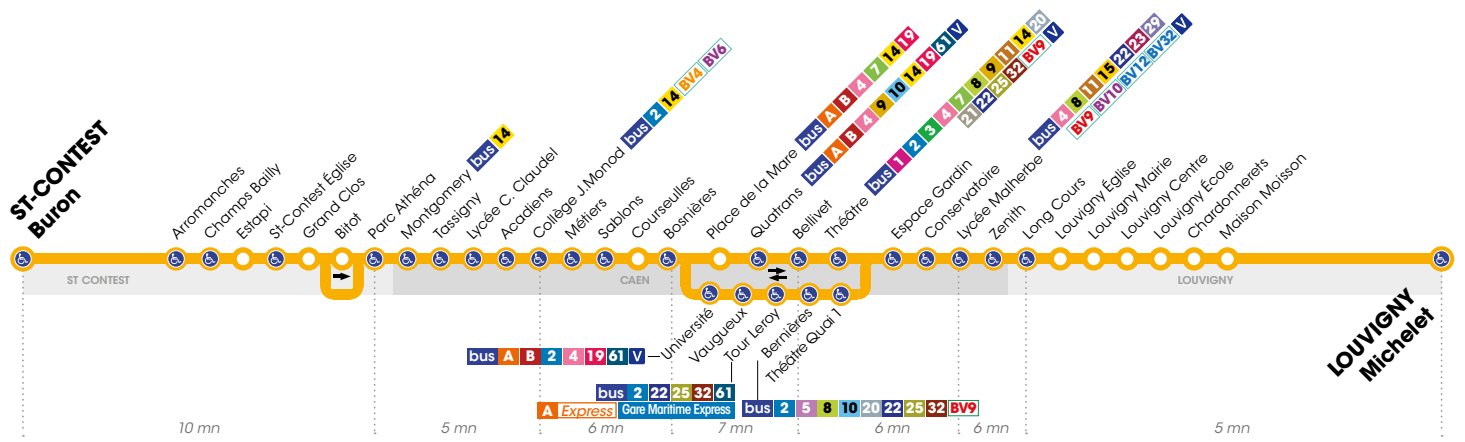 ST-CONTEST
Buron
Arromanches
Champs Bailly
Estapi
St-Contest Église
Grand Clos
Bitot
Parc Athéna
Montgomery
bus 14
Tassigny
Lycée C. Claudel
Acadiens
Collège J.Monod
bus 2 14 BV4 BV6
Métiers
Sablons
Courseulles
Bosnières
Place de la Mare
bus A B 4 7 14 19
Quatrans
bus A B 4 9 10 14 19 61 V
Bellivet
Théâtre
bus 1 2 3 4 7 8 9 11 14 20
21 22 25 32 BV9 V
Espace Gardin
Conservatoire
Lycée Malherbe
bus 4 8 11 15 22 23 29
BV9 BV10 BV12 BV32 V
Zenith
Long Cours
Louvigny Église
Louvigny Mairie
Louvigny Centre
Louvigny École
Chardonnerets
Maison Moisson
ST CONTEST
CAEN
LOUVIGNY
LOUVIGNY
Michelet
Université
bus A B 2 4 19 61 V
Vaugueux
Tour Leroy
bus 2 22 25 32 61
A Express Gare Maritime Express
Bernières
bus 2 5 8 10 20 22 25 32 BV9
Théâtre Quai 1
10 mn
5 mn
6 mn
7 mn
6 mn
6 mn
5 mn